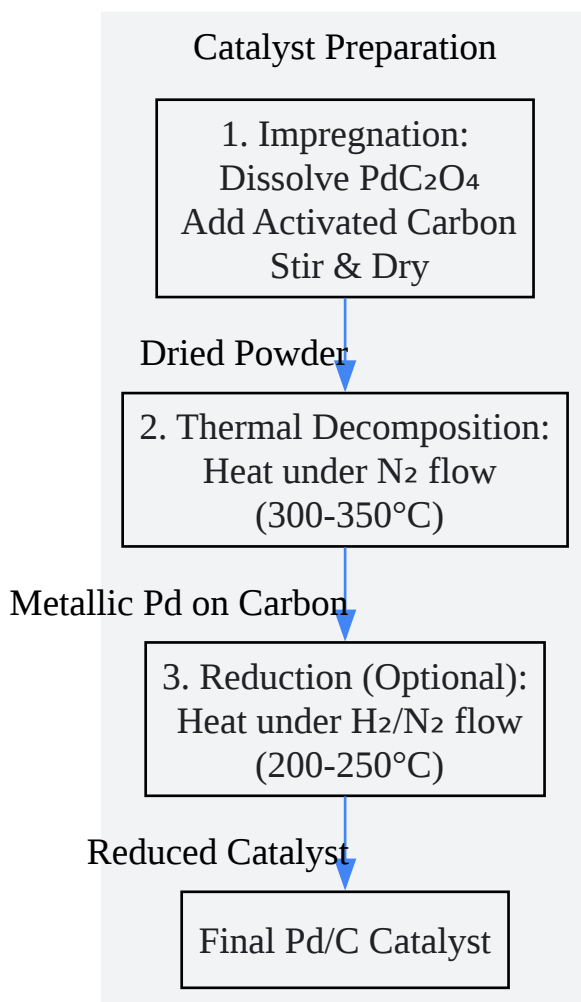 Catalyst Preparation
1. Impregnation:
Dissolve PdC₂O₄
Add Activated Carbon
Stir & Dry
Dried Powder
2. Thermal Decomposition:
Heat under N₂ flow
(300-350°C)
Metallic Pd on Carbon
3. Reduction (Optional):
Heat under H₂/N₂ flow
(200-250°C)
Reduced Catalyst
Final Pd/C Catalyst